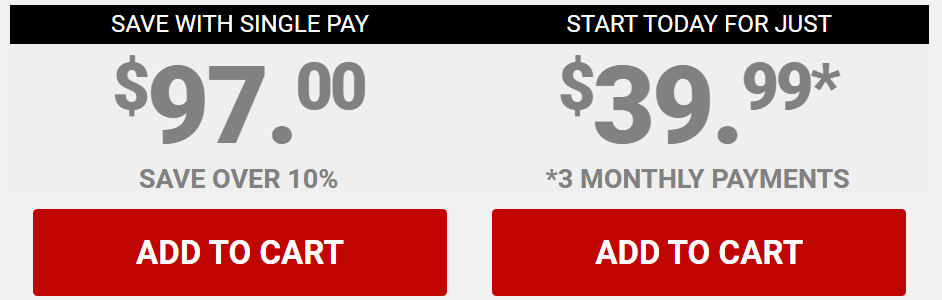 SAVE WITH SINGLE PAY
$97.00
SAVE OVER 10%
ADD TO CART
START TODAY FOR JUST
$39.99*
*3 MONTHLY PAYMENTS
ADD TO CART